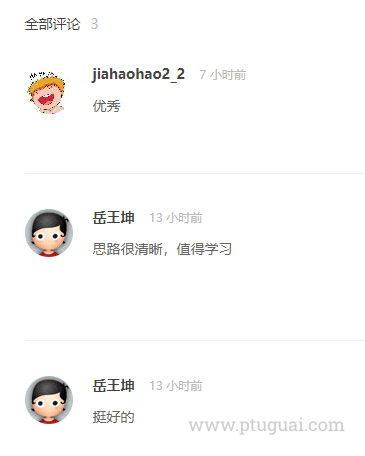 全部评论 3
jiahaohao2_2 7 小时前
优秀
岳王坤 13 小时前
思路很清晰，值得学习
岳王坤 13 小时前
挺好的
www.ptuguai.com